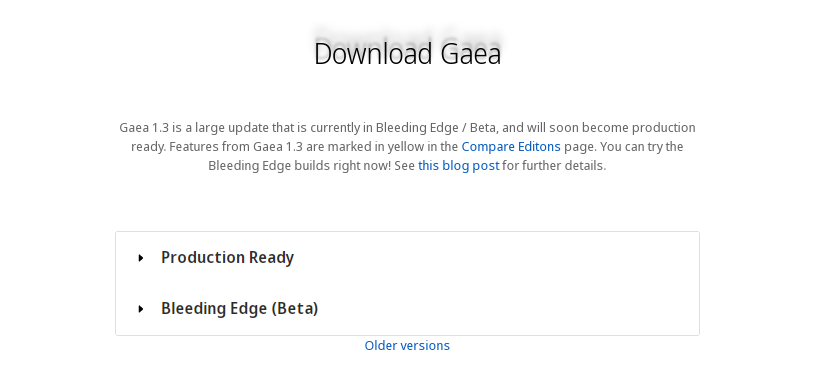 Download Gaea
Gaea 1.3 is a large update that is currently in Bleeding Edge / Beta, and will soon become production
ready. Features from Gaea 1.3 are marked in yellow in the Compare Editons page. You can try the
Bleeding Edge builds right now! See this blog post for further details.
Production Ready
Bleeding Edge (Beta)
Older versions